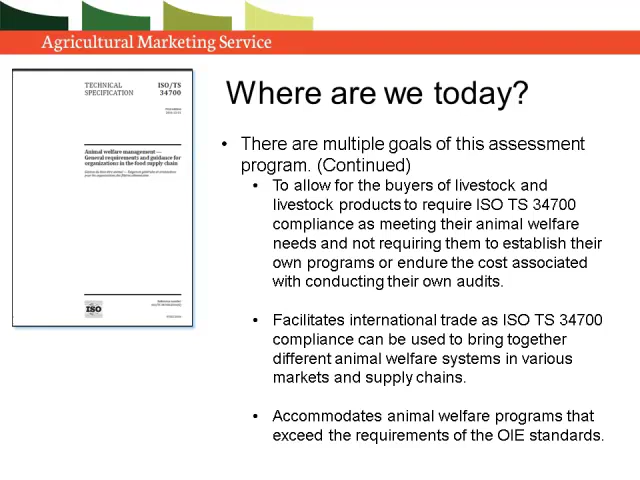 Agricultural Marketing Service
TECHNICAL SPECIFICATION
ISO/TS 34700
Animal welfare management —
General requirements and guidance for
organizations in the food supply chain
ISO
Where are we today?
• There are multiple goals of this assessment
program. (Continued)
• To allow for the buyers of livestock and
livestock products to require ISO TS 34700
compliance as meeting their animal welfare
needs and not requiring them to establish their
own programs or endure the cost associated
with conducting their own audits.
• Facilitates international trade as ISO TS 34700
compliance can be used to bring together
different animal welfare systems in various
markets and supply chains.
• Accommodates animal welfare programs that
exceed the requirements of the OIE standards.